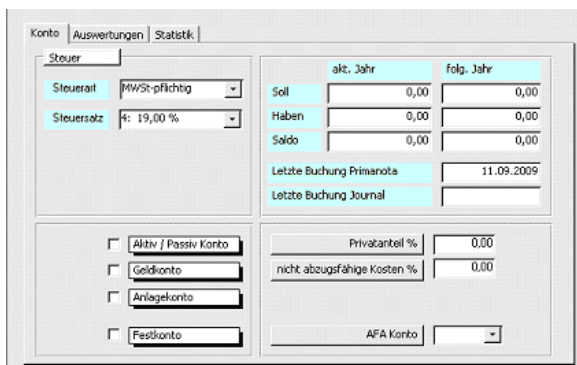 Konto Auswertungen Statistik
Steuer
Steuerart MWSt-pflichtig
Steuersatz 4: 19,00 %
akt. Jahr folg. Jahr
Soll 0,00 0,00
Haben 0,00 0,00
Saldo 0,00 0,00
Letzte Buchung Primanota 11.09.2009
Letzte Buchung Journal
Aktiv / Passiv Konto
Geldkonto
Anlagekonto
Festkonto
Privatanteil % 0,00
nicht abzugsfähige Kosten % 0,00
AFA Konto